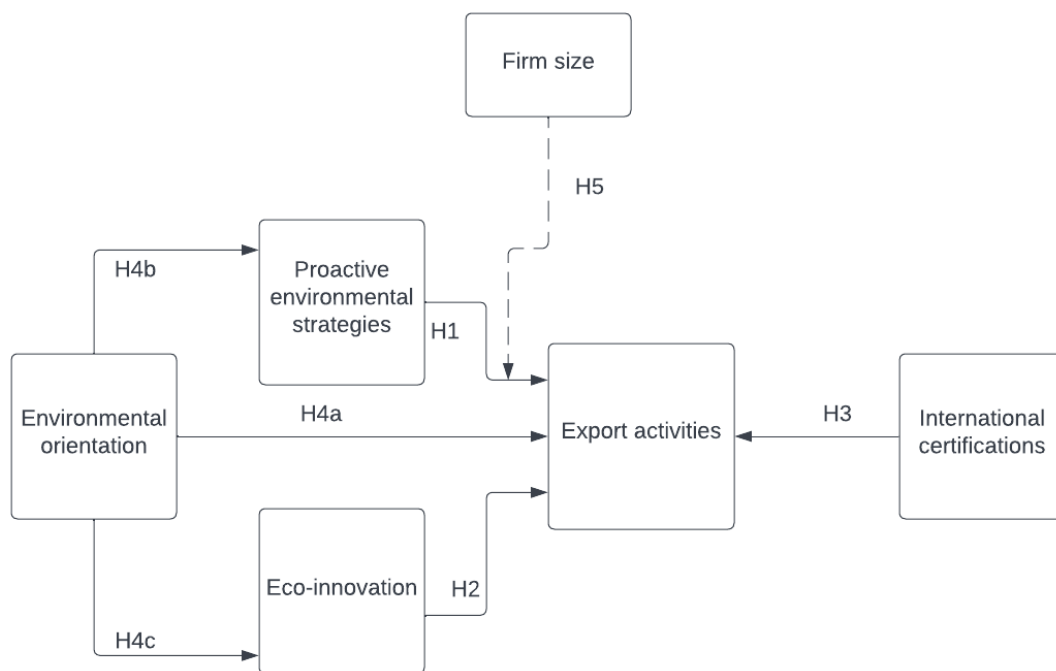 Firm size
H5
H4b
Proactive
environmental
strategies
H1
Environmental
orientation
H4a
Export activities
H3
International
certifications
Eco-innovation
H2
H4c